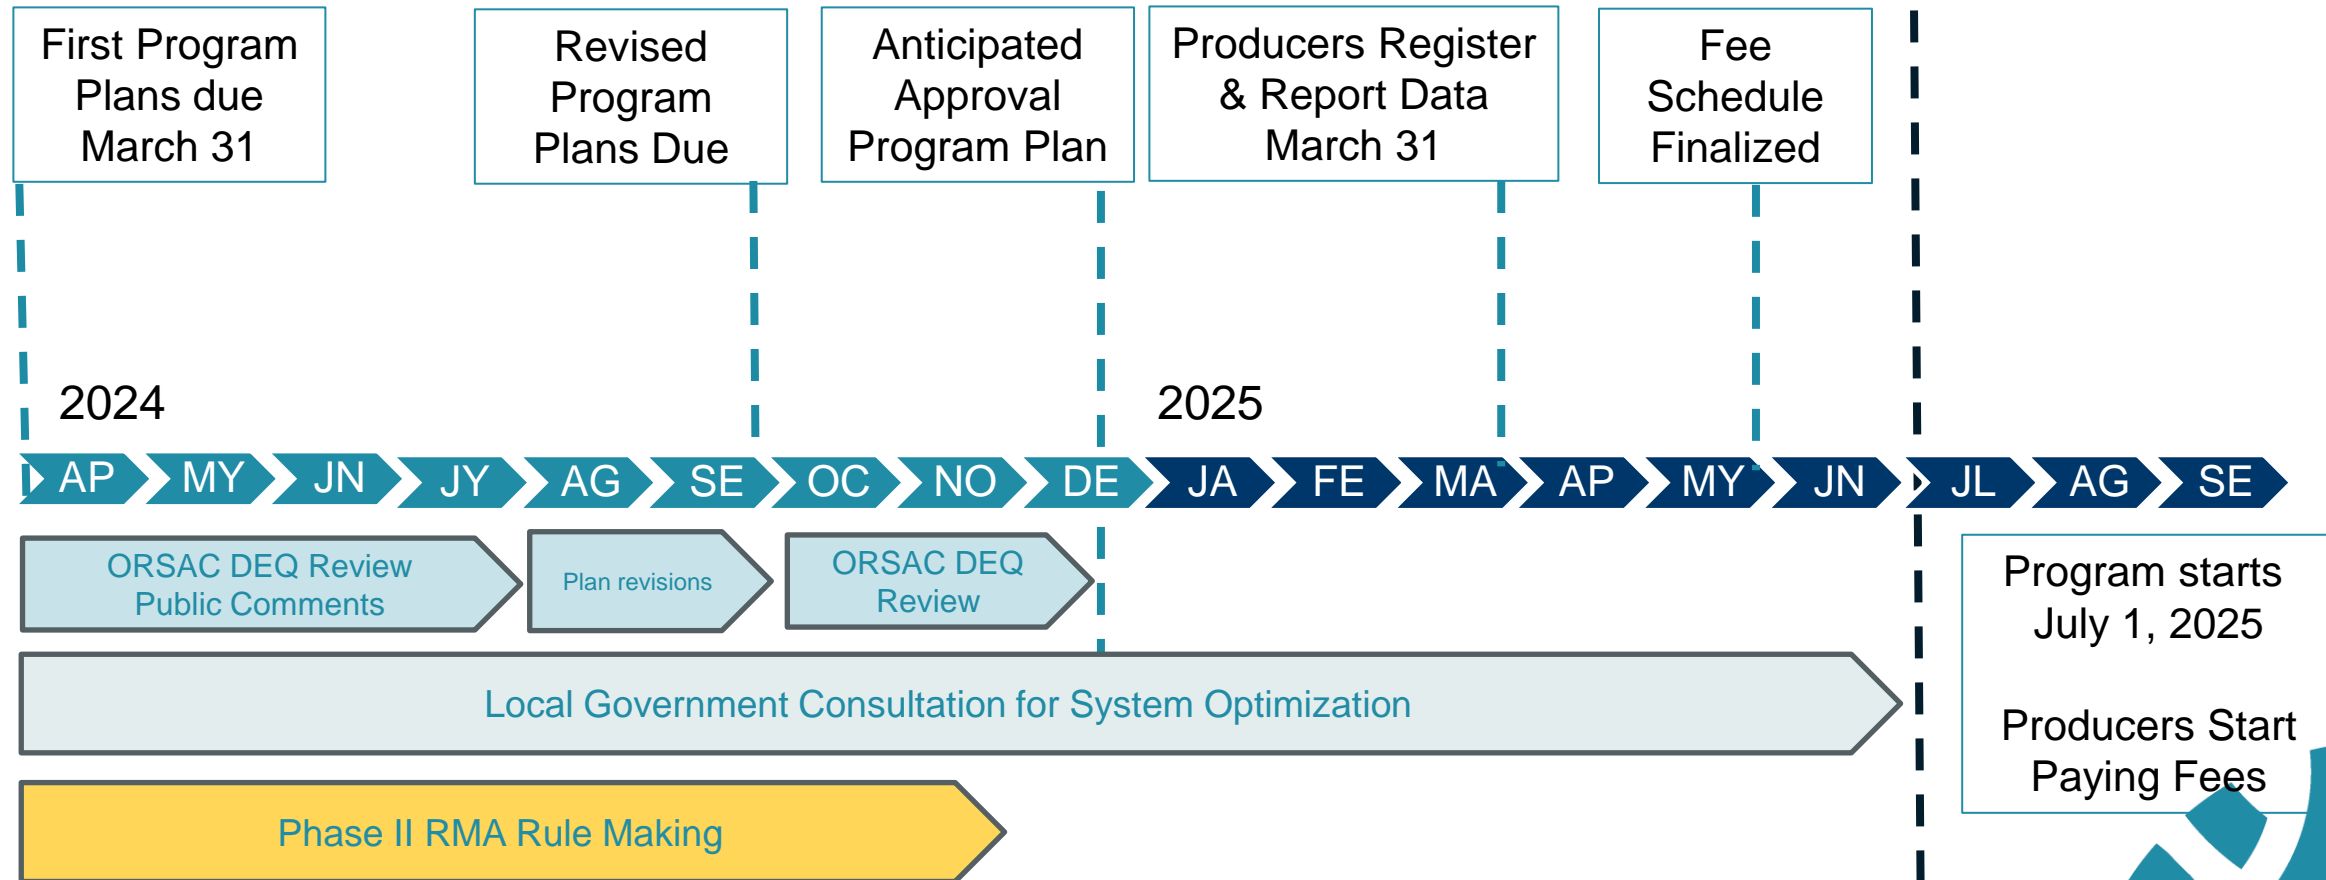 First Program
Plans due
March 31
Revised
Program
Plans Due
Anticipated
Approval
Program Plan
Producers Register
& Report Data
March 31
Fee
Schedule
Finalized
2024
2025
AP MY JN JY AG SE OC NO DE JA FE MA AP MY JN JL AG SE
ORSAC DEQ Review
Public Comments
Plan revisions
ORSAC DEQ
Review
Program starts
July 1, 2025
Producers Start
Paying Fees
Local Government Consultation for System Optimization
Phase II RMA Rule Making